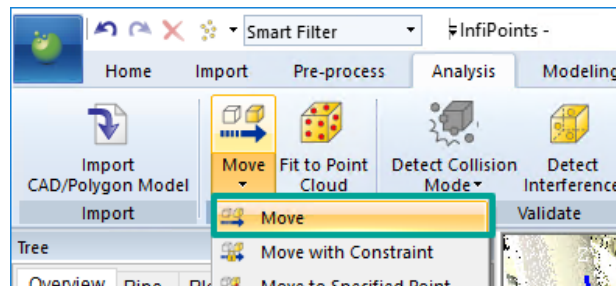 Smart Filter
InfiPoints -
Home Import Pre-process Analysis Modeling
Import
CAD/Polygon Model
Move
Fit to Point
Cloud
Detect Collision
Mode
Detect
Interference
Import
Validate
Move
Move with Constraint
Move to Specified Point
Tree
Overview Pipe